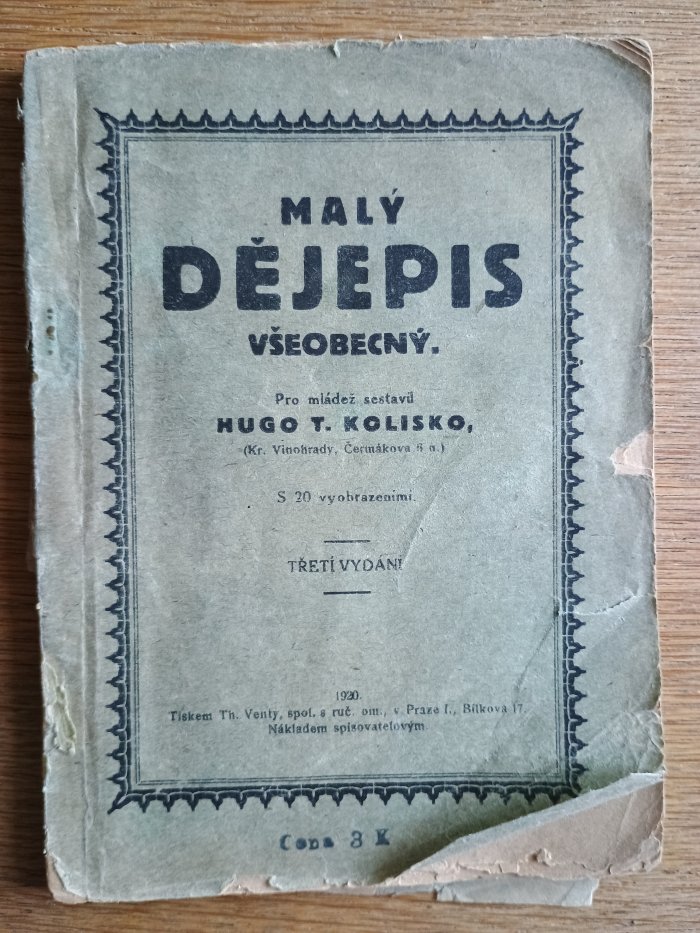 MALÝ
DĚJEPIS
VŠEOBECNÝ.
Pro mládež sestavil
HUGO T. KOLISKO,
(Kr. Vinohrady, Čermákova 6 n.)
S 20 vyobrazeními.
TŘETÍ VYDÁNÍ
1920.
Tiskem Th. Venty, spol. s ruč. om., v Praze I., Bílkova 17.
Nákladem spisovatelovým.
Cena 3 K